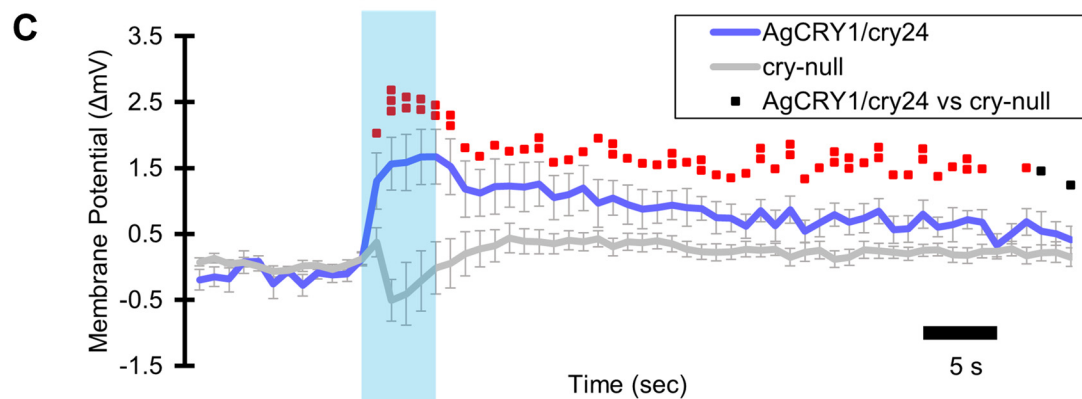 C
Membrane Potential (ΔmV)
3.5
2.5
1.5
0.5
-0.5
-1.5
AgCRY1/cry24
cry-null
AgCRY1/cry24 vs cry-null
5 s
Time (sec)